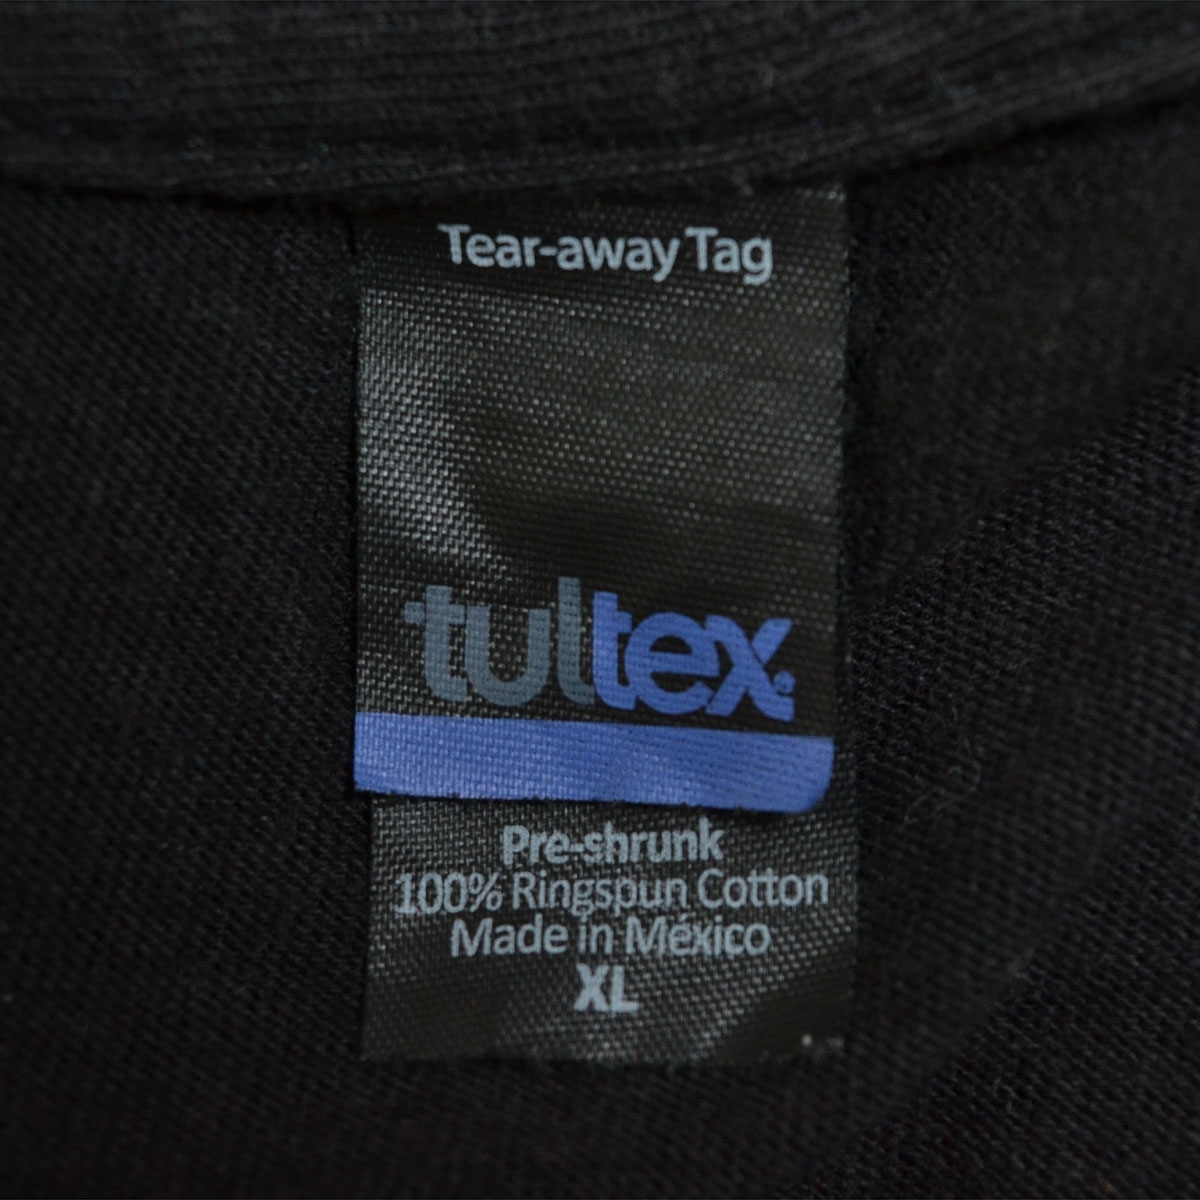 Tear-away Tag
tultex
Pre-shrunk
100% Ringspun Cotton
Made in México
XL